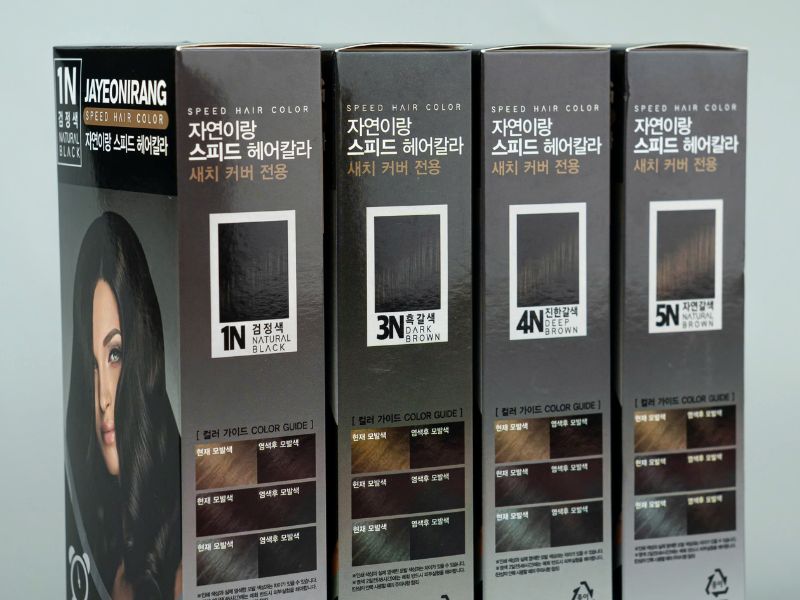 1N
검정색
NATURAL
BLACK
JAYEONIRANG
SPEED HAIR COLOR
자연이랑 스피드 헤어칼라
SPEED HAIR COLOR
자연이랑
스피드 헤어칼라
새치 커버 전용
1N 검정색
NATURAL
BLACK
[ 컬러 가이드 COLOR GUIDE ]
현재 모발색 염색후 모발색
현재 모발색 염색후 모발색
현재 모발색 염색후 모발색
SPEED HAIR COLOR
자연이랑
스피드 헤어칼라
새치 커버 전용
3N 흑갈색
DARK
BROWN
[ 컬러 가이드 COLOR GUIDE ]
현재 모발색 염색후 모발색
현재 모발색 염색후 모발색
현재 모발색 염색후 모발색
SPEED HAIR COLOR
자연이랑
스피드 헤어칼라
새치 커버 전용
4N 진한갈색
DEEP
BROWN
[ 컬러 가이드 COLOR GUIDE ]
현재 모발색 염색후 모발색
현재 모발색 염색후 모발색
현재 모발색 염색후 모발색
종이
SPEED HAIR COLOR
자연이랑
스피드 헤어칼라
새치 커버 전용
5N 자연갈색
NATURAL
BROWN
[ 컬러 가이드 COLOR GUIDE ]
현재 모발색 염색후 모발색
현재 모발색 염색후 모발색
현재 모발색 염색후 모발색
종이